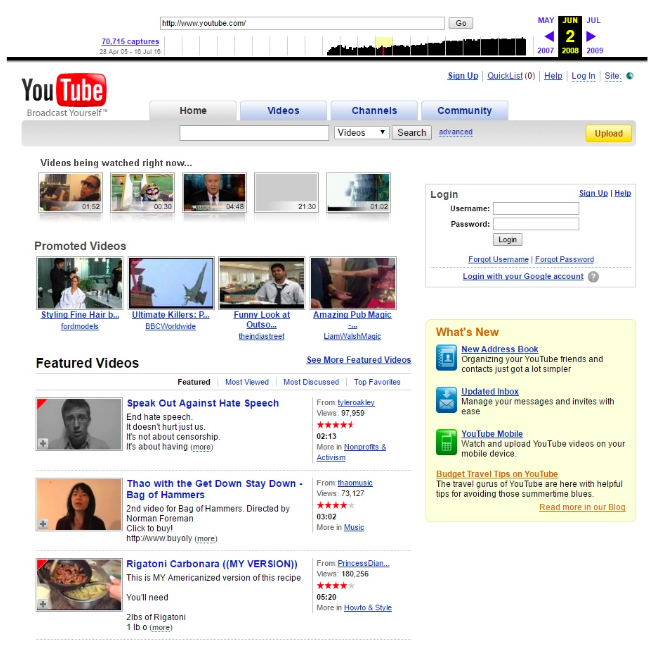 http://www.youtube.com/ Go
MAY JUN JUL
70,715 captures
2
28 Apr 05 - 16 Jul 16
2007 2008 2009
Sign Up QuickList (0) Help Log In Site:
YouTube
Broadcast Yourself™
Home Videos Channels Community
Videos Search advanced Upload
Videos being watched right now...
01:52 00:30 04:48 21:30 01:02
Login Sign Up | Help
Username:
Password:
Login
Forgot Username | Forgot Password
Login with your Google account ?
Promoted Videos
Styling Fine Hair b...
fordmodels
Ultimate Killers: P...
BBCWorldwide
Funny Look at Outso...
theindiastreet
Amazing Pub Magic -...
LiamWalshMagic
Featured Videos See More Featured Videos
Featured Most Viewed Most Discussed Top Favorites
Speak Out Against Hate Speech
End hate speech.
It doesn't hurt just us.
It's not about censorship.
It's about having (more)
From: tyleroakley
Views: 97,959
02:13
More in Nonprofits &
Activism
Thao with the Get Down Stay Down -
Bag of Hammers
2nd video for Bag of Hammers. Directed by
Norman Foreman
Click to buy!
http://www.buyoly (more)
From: thaomusic
Views: 73,127
03:02
More in Music
Rigatoni Carbonara ((MY VERSION))
This is MY Americanized version of this recipe
You'll need
2lbs of Rigatoni
1 lb o (more)
From: PrincessDian...
Views: 180,256
05:20
More in Howto & Style
What's New
New Address Book
Organizing your YouTube friends and
contacts just got a lot simpler
Updated Inbox
Manage your messages and invites with
ease
YouTube Mobile
Watch and upload YouTube videos on your
mobile device.
Budget Travel Tips on YouTube
The travel gurus of YouTube are here with helpful
tips for avoiding those summertime blues.
Read more in our Blog